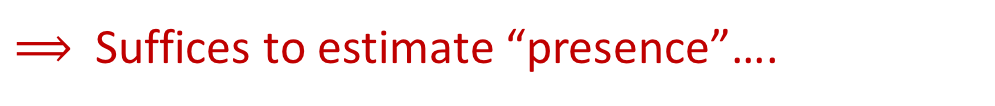 ⟹ Suffices to estimate “presence”….